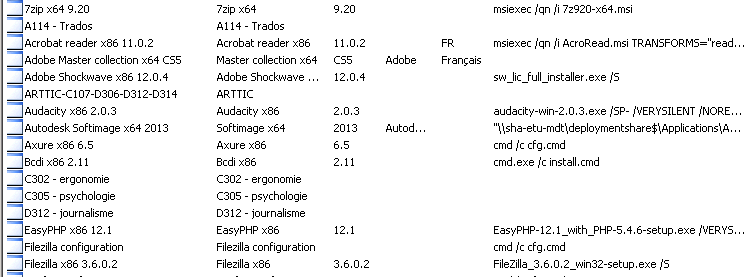 7zip x64 9.20 7zip x64 9.20 msiexec /qn /i 7z920-x64.msi
A114 - Trados A114 - Trados
Acrobat reader x86 11.0.2 Acrobat reader x86 11.0.2 FR msiexec /qn /i AcroRead.msi TRANSFORMS="read...
Adobe Master collection x64 CS5 Master collection x64 CS5 Adobe Français
Adobe Shockwave x86 12.0.4 Adobe Shockwave ... 12.0.4 sw_lic_full_installer.exe /S
ARTTIC-C107-D306-D312-D314 ARTTIC
Audacity x86 2.0.3 Audacity x86 2.0.3 audacity-win-2.0.3.exe /SP- /VERYSILENT /NORE...
Autodesk Softimage x64 2013 Softimage x64 2013 Autod... "\\sha-etu-mdt\deploymentshare$\Applications\A...
Axure x86 6.5 Axure x86 6.5 cmd /c cfg.cmd
Bcdi x86 2.11 Bcdi x86 2.11 cmd.exe /c install.cmd
C302 - ergonomie C302 - ergonomie
C305 - psychologie C305 - psychologie
D312 - journalisme D312 - journalisme
EasyPHP x86 12.1 EasyPHP x86 12.1 EasyPHP-12.1_with_PHP-5.4.6-setup.exe /VERYS...
Filezilla configuration Filezilla configuration cmd /c cfg.cmd
Filezilla x86 3.6.0.2 Filezilla x86 3.6.0.2 FileZilla_3.6.0.2_win32-setup.exe /S